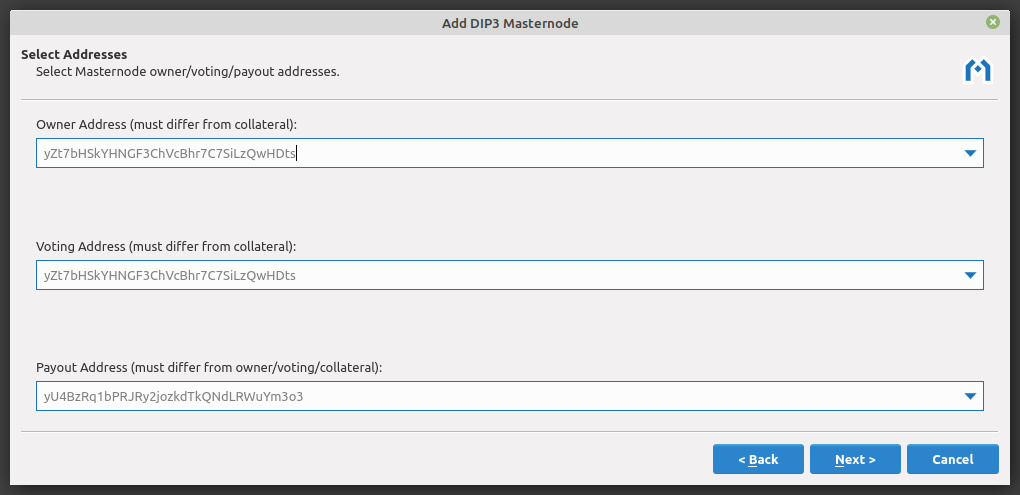 Add DIP3 Masternode
Select Addresses
Select Masternode owner/voting/payout addresses.
Owner Address (must differ from collateral):
yZt7bHSkYHNGF3ChVcBhr7C7SiLzQwHDts
Voting Address (must differ from collateral):
yZt7bHSkYHNGF3ChVcBhr7C7SiLzQwHDts
Payout Address (must differ from owner/voting/collateral):
yU4BzRq1bPRJRy2jozkdTkQNdLRWuYm3o3
< Back
Next >
Cancel